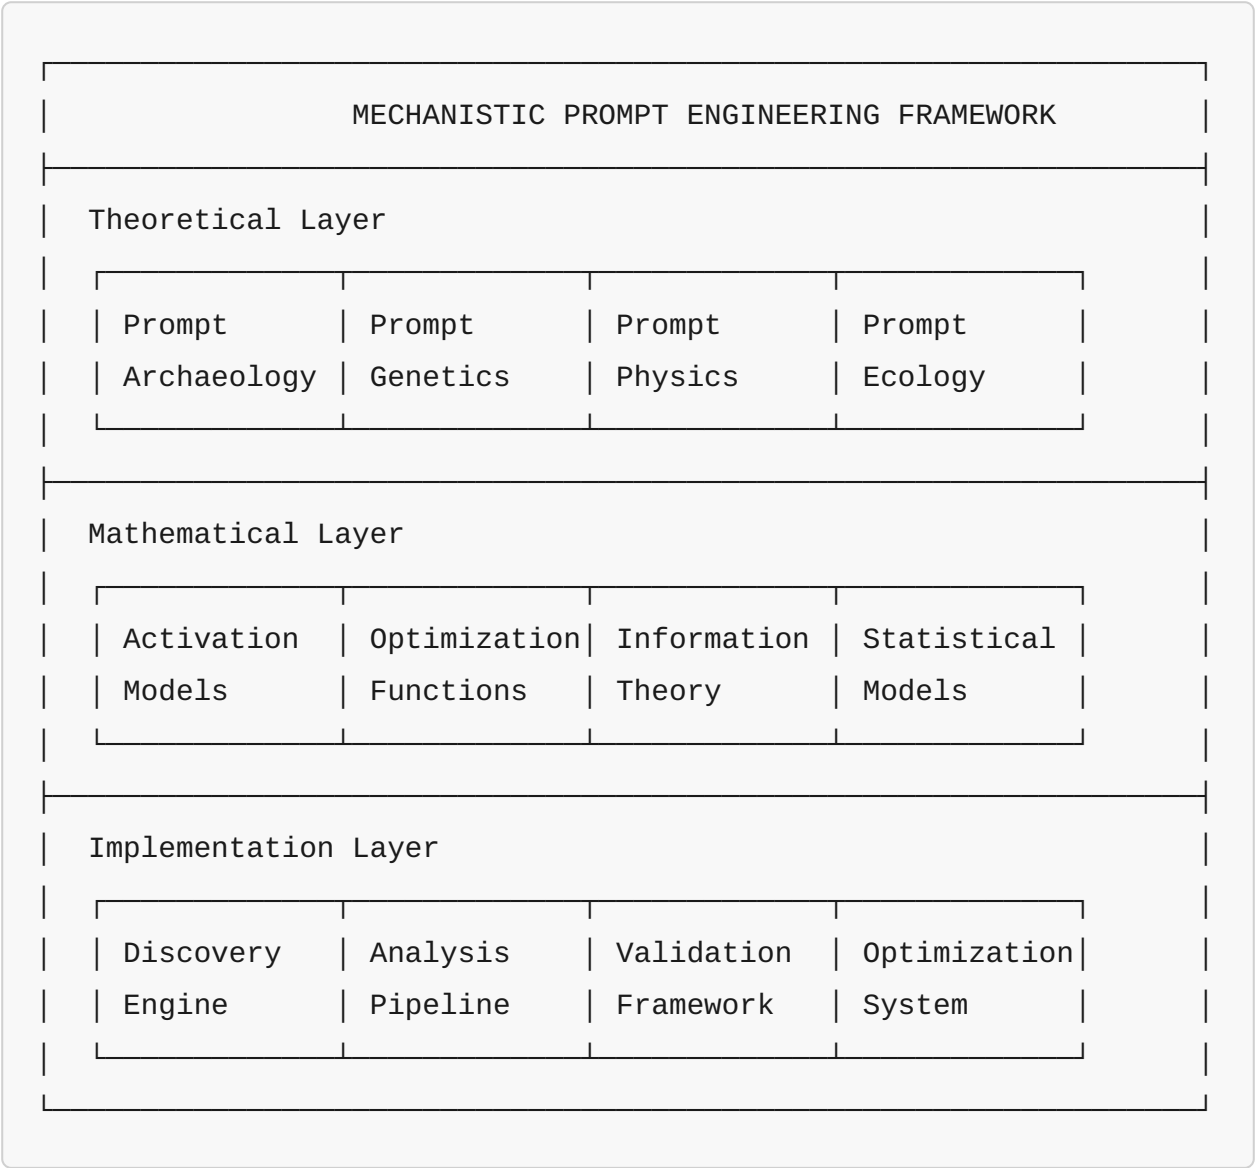 MECHANISTIC PROMPT ENGINEERING FRAMEWORK
Theoretical Layer
Prompt Prompt Prompt Prompt
Archaeology Genetics Physics Ecology
Mathematical Layer
Activation Optimization Information Statistical
Models Functions Theory Models
Implementation Layer
Discovery Analysis Validation Optimization
Engine Pipeline Framework System